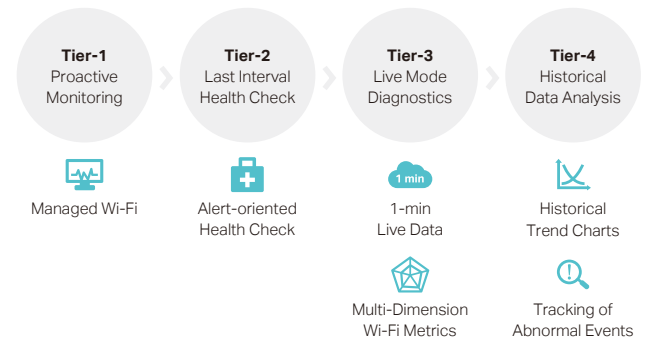 Tier-1
Proactive
Monitoring
Tier-2
Last Interval
Health Check
Tier-3
Live Mode
Diagnostics
Tier-4
Historical
Data Analysis
Managed Wi-Fi
Alert-oriented
Health Check
1 min
1-min
Live Data
Historical
Trend Charts
Multi-Dimension
Wi-Fi Metrics
Tracking of
Abnormal Events